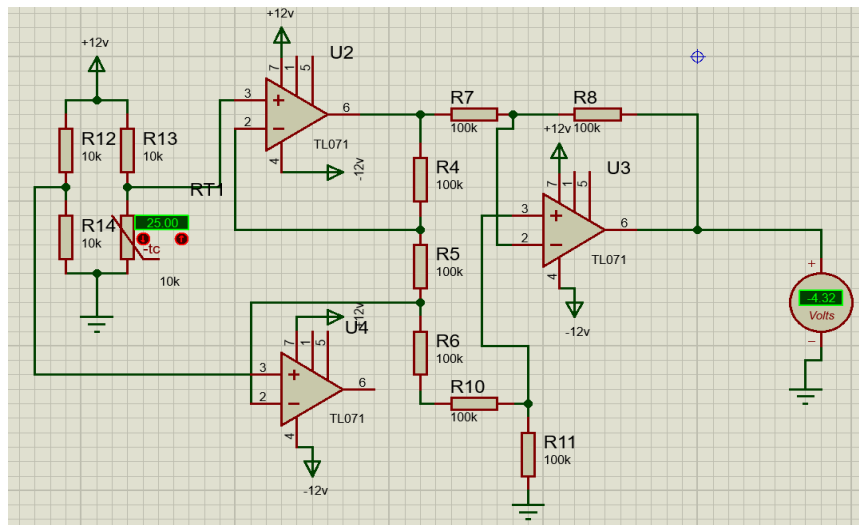 +12v
+12v
U2
7
1
5
3
2
6
4
TL071
-12v
R12
10k
R13
10k
RT1
R14
10k
25.00
-tc
10k
R7
100k
R8
100k
R4
100k
+12v
U3
7
1
5
3
2
6
4
TL071
-12v
R5
100k
+12v
U4
7
1
5
3
2
6
4
TL071
-12v
R6
100k
R10
100k
R11
100k
+
-4.32
Volts
−